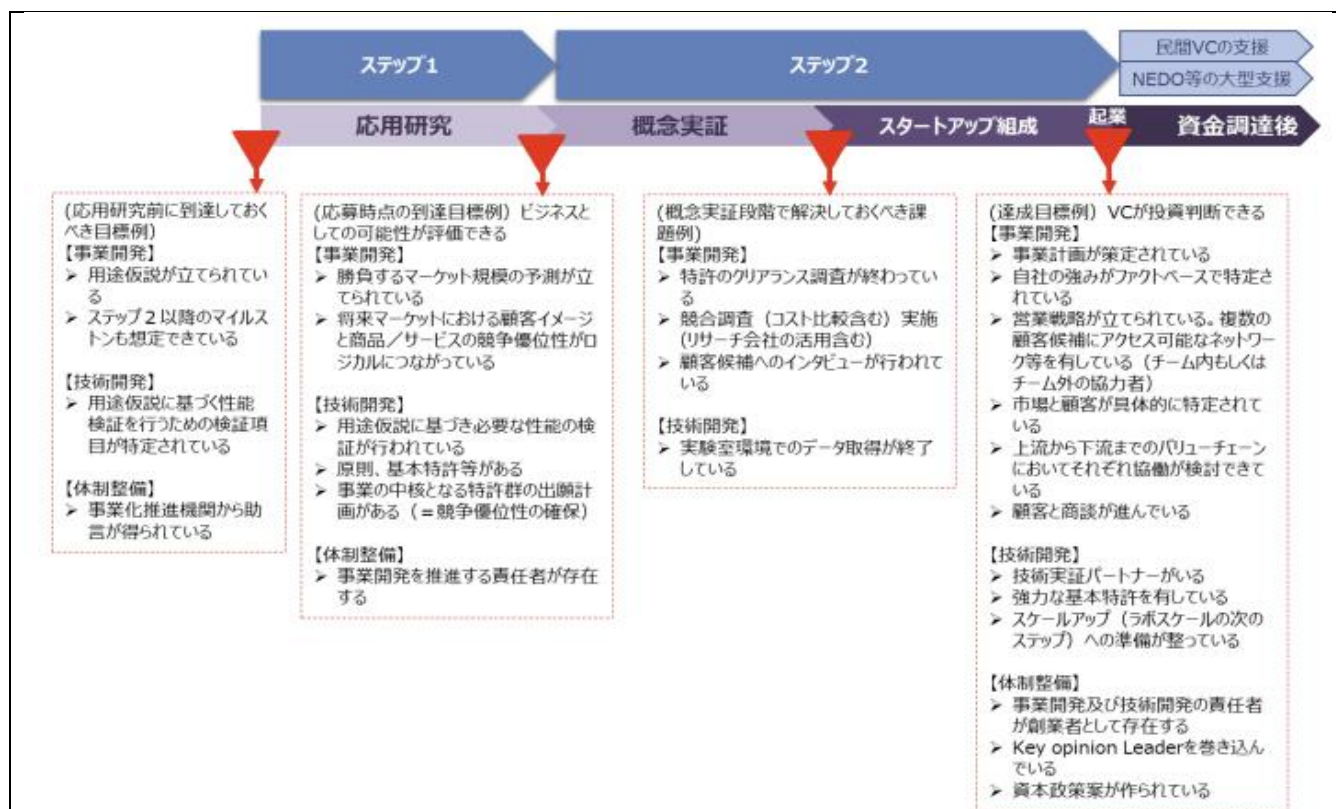 ステップ1
ステップ2
民間VCの支援
NEDO等の大型支援
応用研究
概念実証
スタートアップ組成
起業
資金調達後
(応用研究前に到達しておく
べき目標例)
【事業開発】
➢ 用途仮説が立てられてい
る
➢ ステップ2以降のマイルス
トンも想定できている
【技術開発】
➢ 用途仮説に基づく性能
検証を行うための検証項
目が特定されている
【体制整備】
➢ 事業化推進機関から助
言が得られている
(応募時点の到達目標例) ビジネスと
しての可能性が評価できる
【事業開発】
➢ 勝負するマーケット規模の予測が立
てられている
➢ 将来マーケットにおける顧客イメージ
と商品/サービスの競争優位性がロ
ジカルにつながっている
【技術開発】
➢ 用途仮説に基づき必要な性能の検
証が行われている
➢ 原則、基本特許等がある
➢ 事業の中核となる特許群の出願計
画がある(=競争優位性の確保)
【体制整備】
➢ 事業開発を推進する責任者が存在
する
(概念実証段階で解決しておくべき課
題例)
【事業開発】
➢ 特許のクリアランス調査が終わってい
る
➢ 競合調査(コスト比較含む)実施
(リサーチ会社の活用含む)
➢ 顧客候補へのインタビューが行われて
いる
【技術開発】
➢ 実験室環境でのデータ取得が終了
している
(達成目標例) VCが投資判断できる
【事業開発】
➢ 事業計画が策定されている
➢ 自社の強みがファクトベースで特定さ
れている
➢ 営業戦略が立てられている。複数の
顧客候補にアクセス可能なネットワー
ク等を有している(チーム内もしくは
チーム外の協力者)
➢ 市場と顧客が具体的に特定されて
いる
➢ 上流から下流までのバリューチェーン
においてそれぞれ協働が検討できて
いる
➢ 顧客と商談が進んでいる
【技術開発】
➢ 技術実証パートナーがいる
➢ 強力な基本特許を有している
➢ スケールアップ(ラボスケールの次の
ステップ)への準備が整っている
【体制整備】
➢ 事業開発及び技術開発の責任者
が創業者として存在する
➢ Key opinion Leaderを巻き込ん
でいる
➢ 資本政策案が作られている